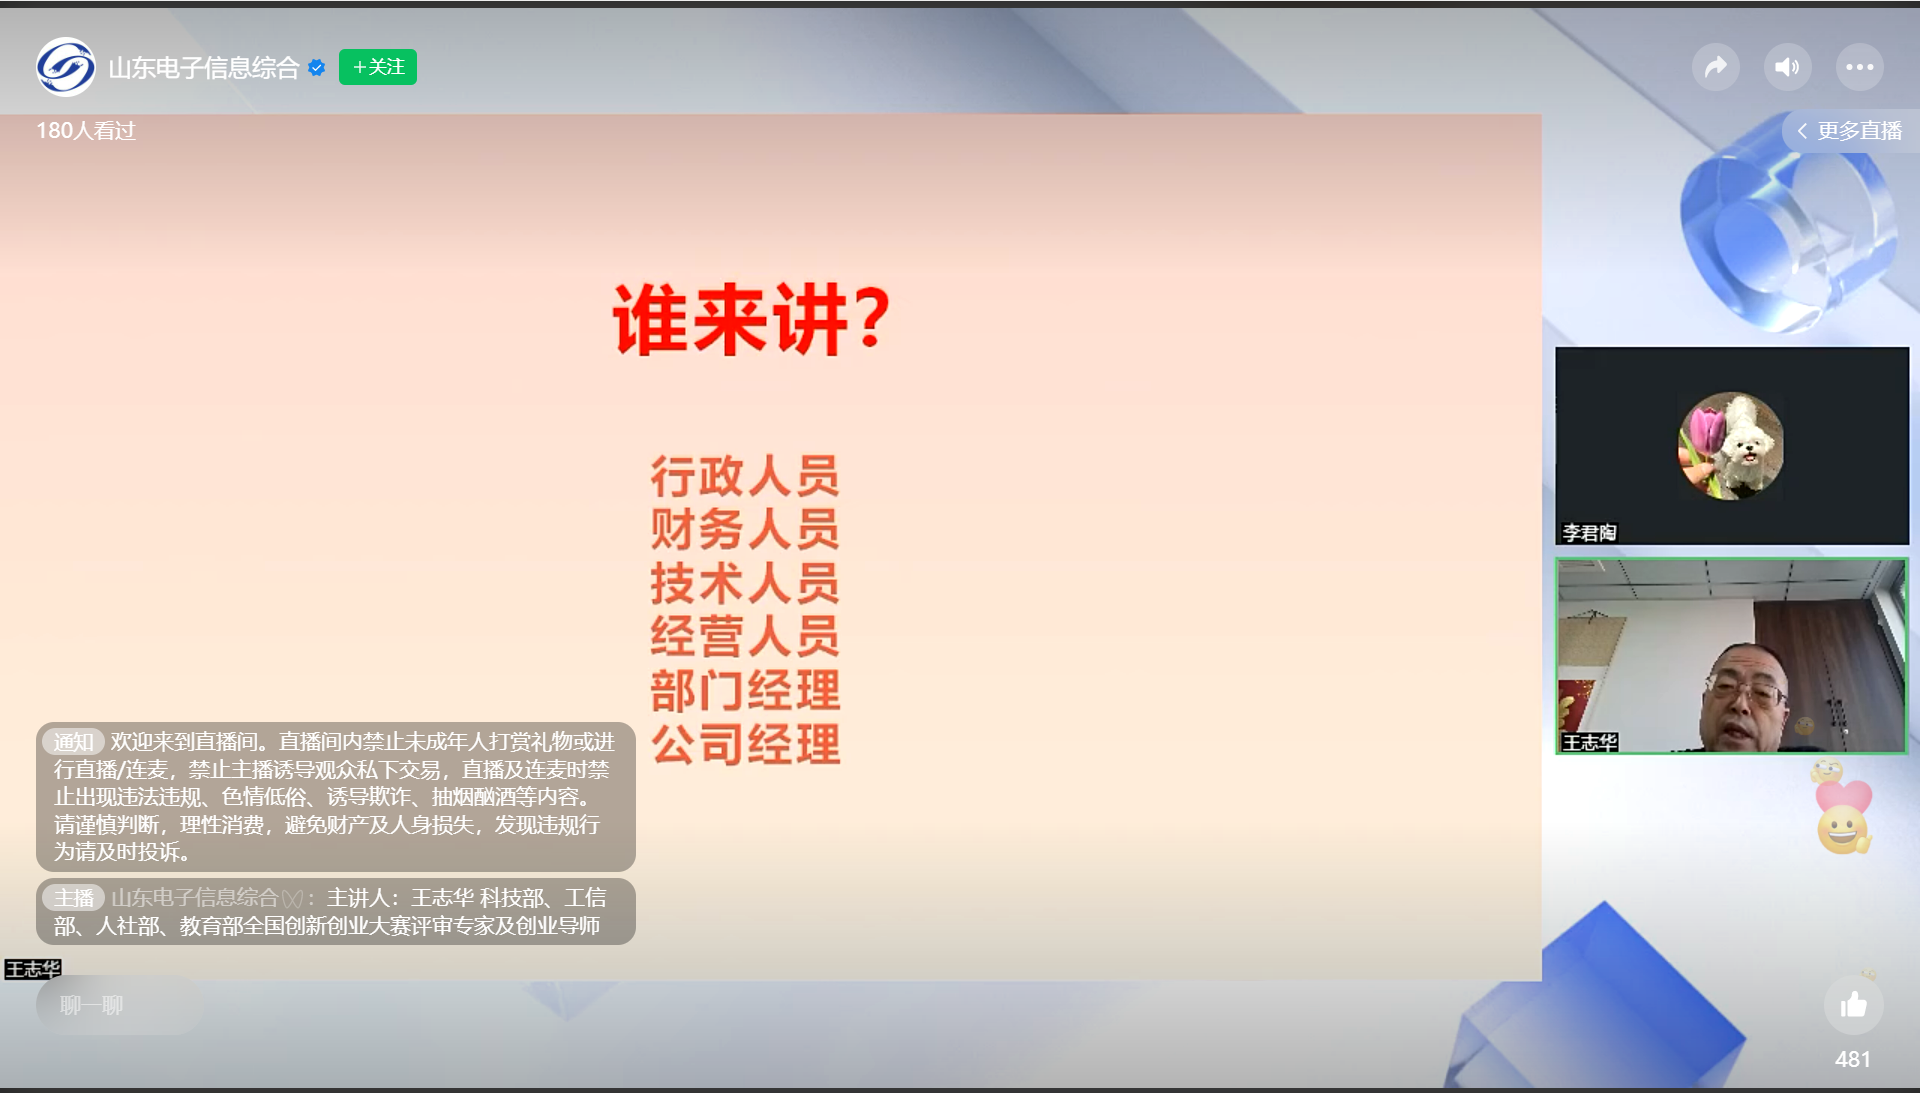 山东电子信息综合
+关注
180人看过
更多直播
谁来讲？
行政人员
财务人员
技术人员
经营人员
部门经理
公司经理
李君陶
王志华
通知 欢迎来到直播间。直播间内禁止未成年人打赏礼物或进
行直播/连麦，禁止主播诱导观众私下交易，直播及连麦时禁
止出现违法违规、色情低俗、诱导欺诈、抽烟酗酒等内容。
请谨慎判断，理性消费，避免财产及人身损失，发现违规行
为请及时投诉。
主播 山东电子信息综合：主讲人：王志华 科技部、工信
部、人社部、教育部全国创新创业大赛评审专家及创业导师
王志华
聊一聊
481